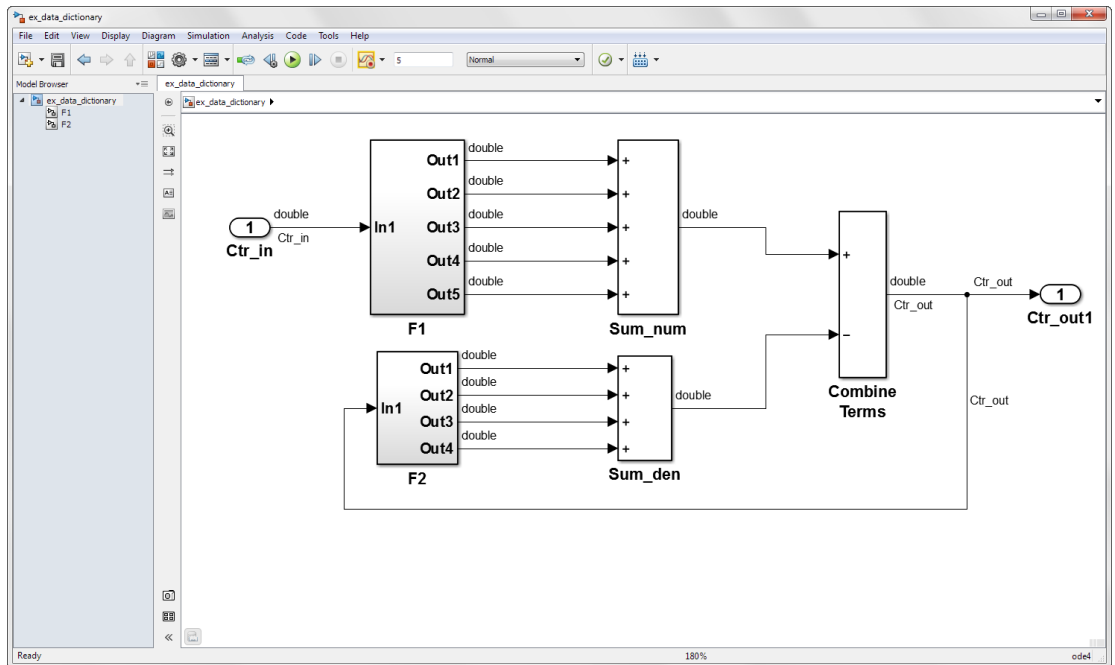 ex_data_dictionary
File Edit View Display Diagram Simulation Analysis Code Tools Help
5 Normal
Model Browser
ex_data_dictionary
F1
F2
ex_data_dictionary
ex_data_dictionary
1
Ctr_in
double
Ctr_in
In1
Out1
Out2
Out3
Out4
Out5
F1
double
double
double
double
double
+
+
+
+
+
Sum_num
double
In1
Out1
Out2
Out3
Out4
F2
double
double
double
double
+
+
+
+
Sum_den
double
+
−
Combine
Terms
double
Ctr_out
Ctr_out
Ctr_out
1
Ctr_out1
Ready 180% ode4